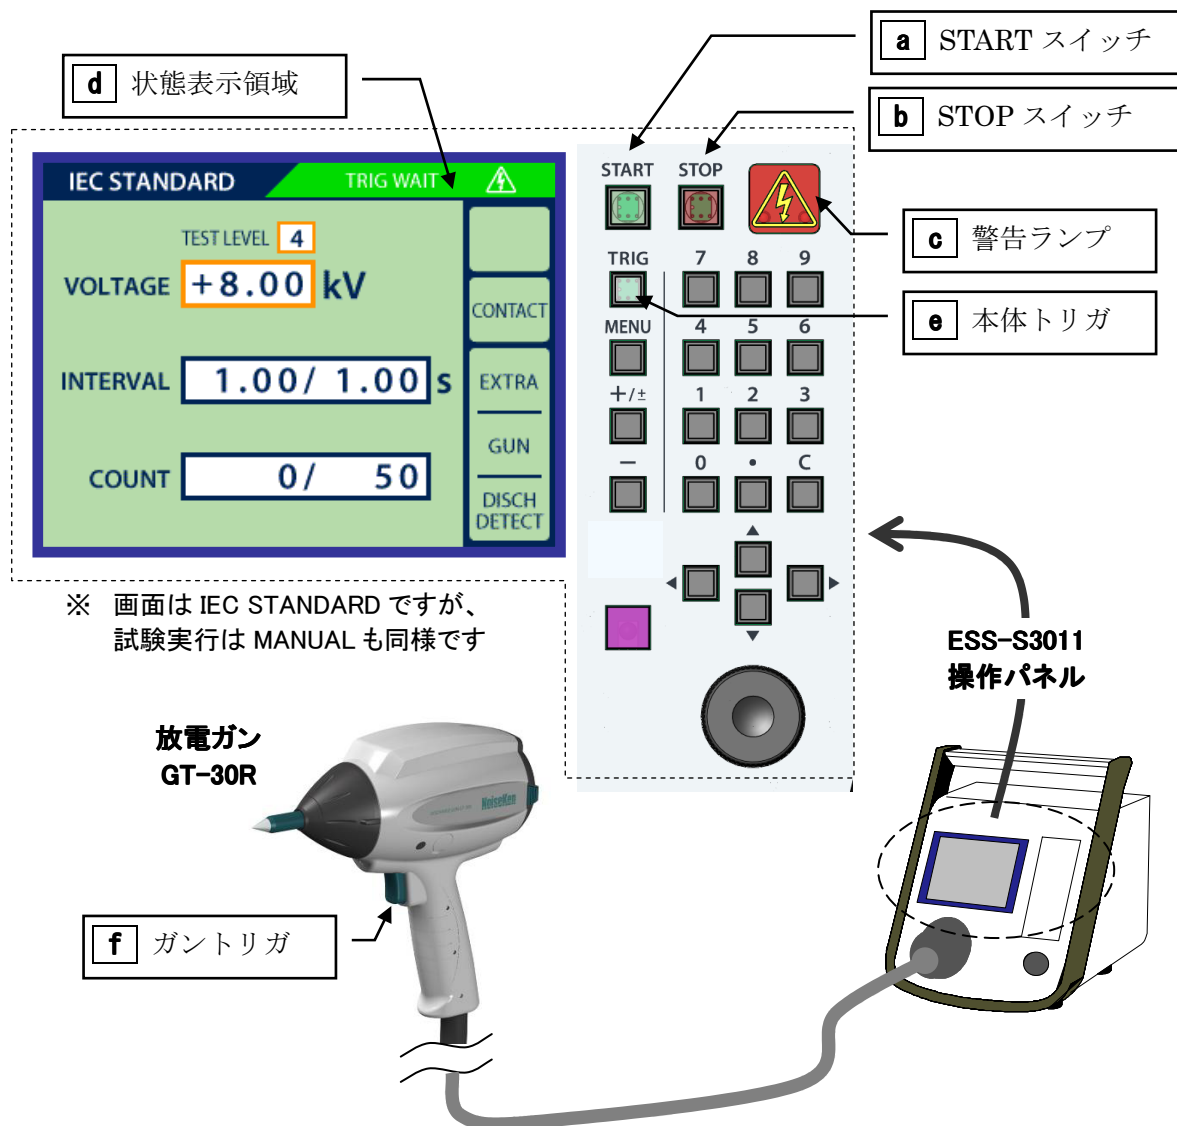 a START スイッチ
d 状態表示領域
b STOP スイッチ
IEC STANDARD TRIG WAIT
START STOP
TEST LEVEL 4
VOLTAGE +8.00 kV
CONTACT
c 警告ランプ
TRIG 7 8 9
e 本体トリガ
MENU 4 5 6
INTERVAL 1.00/ 1.00 s
EXTRA
+/± 1 2 3
GUN
COUNT 0/ 50
− 0 • C
DISCH
DETECT
※ 画面は IEC STANDARD ですが、
試験実行は MANUAL も同様です
ESS-S3011
操作パネル
放電ガン
GT-30R
NoiseKen
f ガントリガ